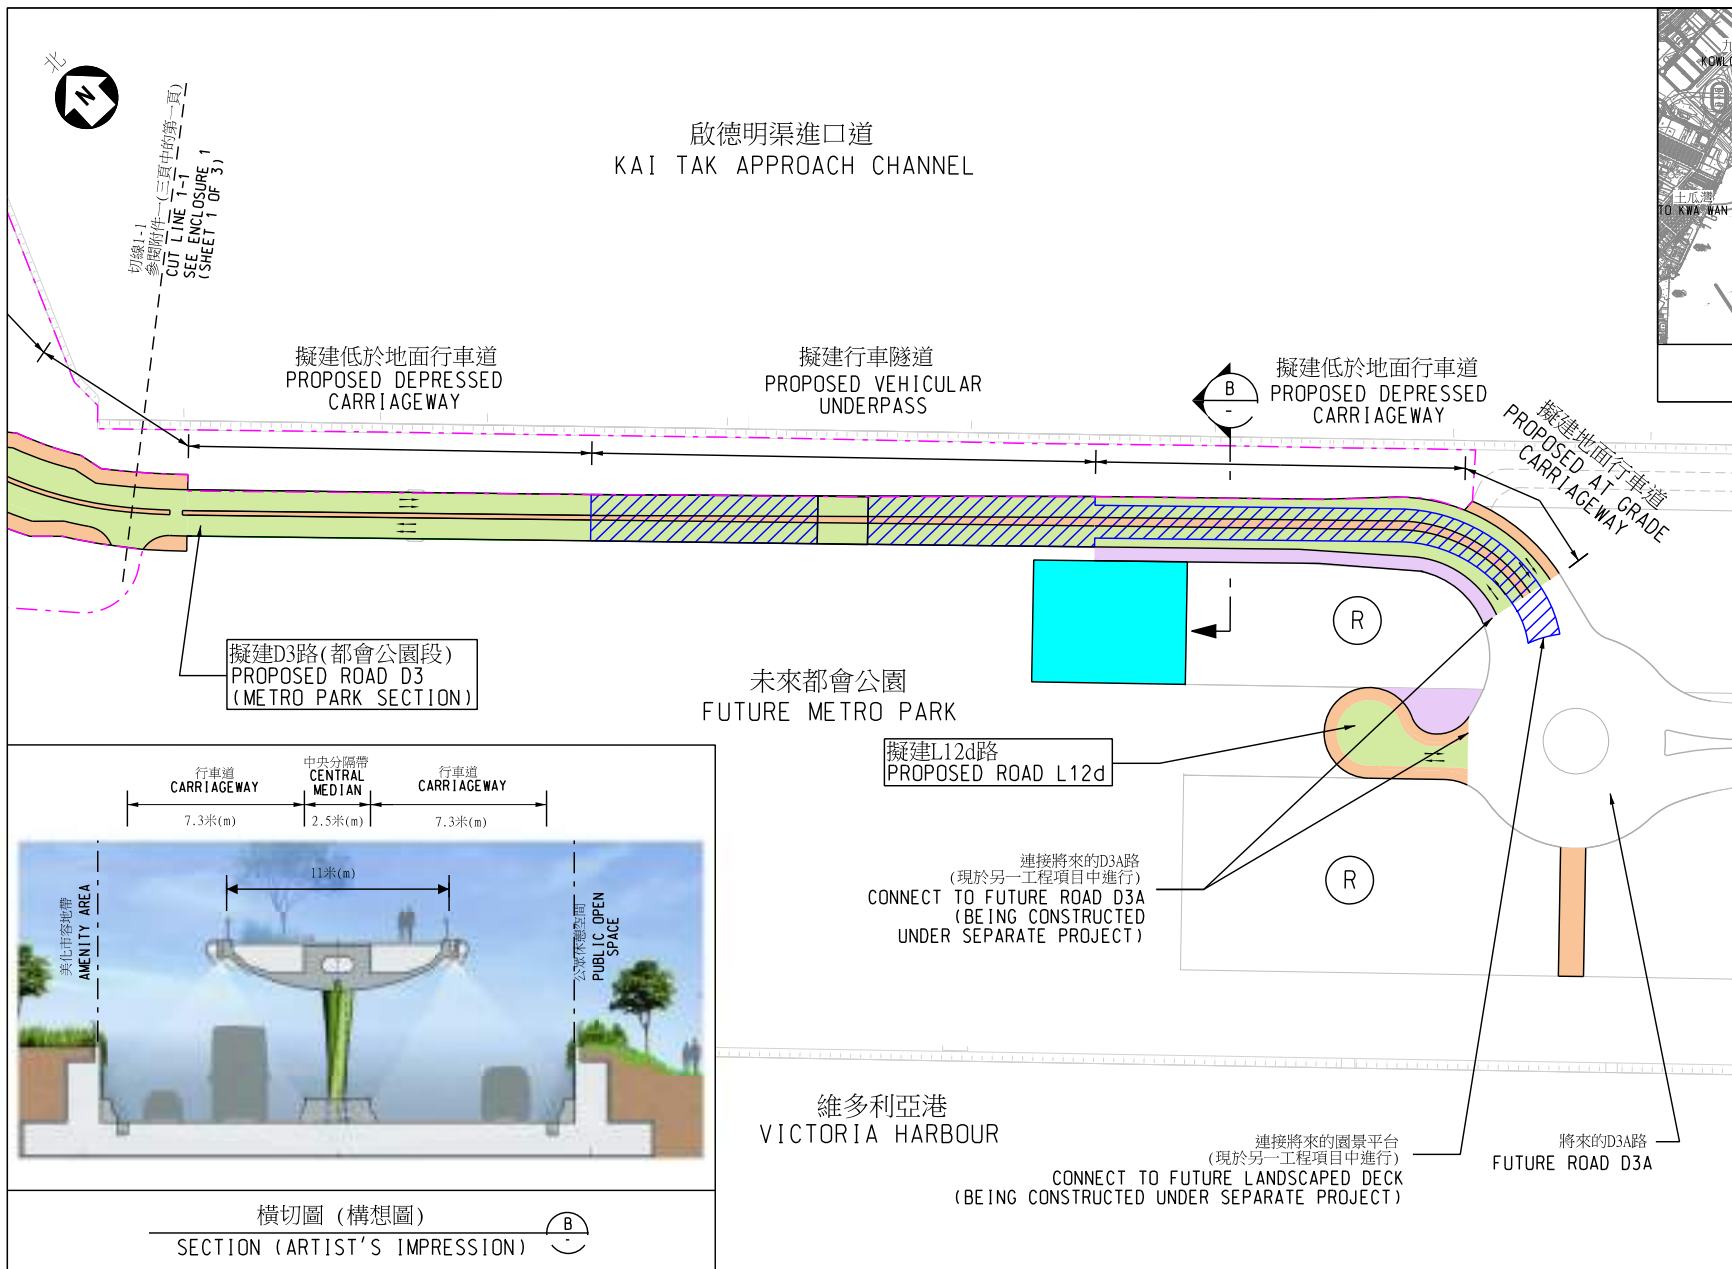 北
N
切線1-1
參閱附件一(三頁中的第一頁)
CUT LINE 1-1
SEE ENCLOSURE 1
(SHEET 1 OF 3)
啟德明渠進口道
KAI TAK APPROACH CHANNEL
土瓜灣
TO KWA WAN
擬建低於地面行車道
PROPOSED DEPRESSED
CARRIAGEWAY
擬建行車隧道
PROPOSED VEHICULAR
UNDERPASS
B
-
擬建低於地面行車道
PROPOSED DEPRESSED
CARRIAGEWAY
擬建地面行車道
PROPOSED AT GRADE
CARRIAGEWAY
擬建D3路(都會公園段)
PROPOSED ROAD D3
(METRO PARK SECTION)
未來都會公園
FUTURE METRO PARK
R
擬建L12d路
PROPOSED ROAD L12d
R
連接將來的D3A路
(現於另一工程項目中進行)
CONNECT TO FUTURE ROAD D3A
(BEING CONSTRUCTED
UNDER SEPARATE PROJECT)
維多利亞港
VICTORIA HARBOUR
連接將來的園景平台
(現於另一工程項目中進行)
CONNECT TO FUTURE LANDSCAPED DECK
(BEING CONSTRUCTED UNDER SEPARATE PROJECT)
將來的D3A路
FUTURE ROAD D3A
行車道
CARRIAGEWAY
中央分隔帶
CENTRAL
MEDIAN
行車道
CARRIAGEWAY
7.3米(m)
2.5米(m)
7.3米(m)
11米(m)
美化市容地帶
AMENITY AREA
公眾休憩空間
PUBLIC OPEN
SPACE
橫切圖 (構想圖)
SECTION (ARTIST'S IMPRESSION)
B
-